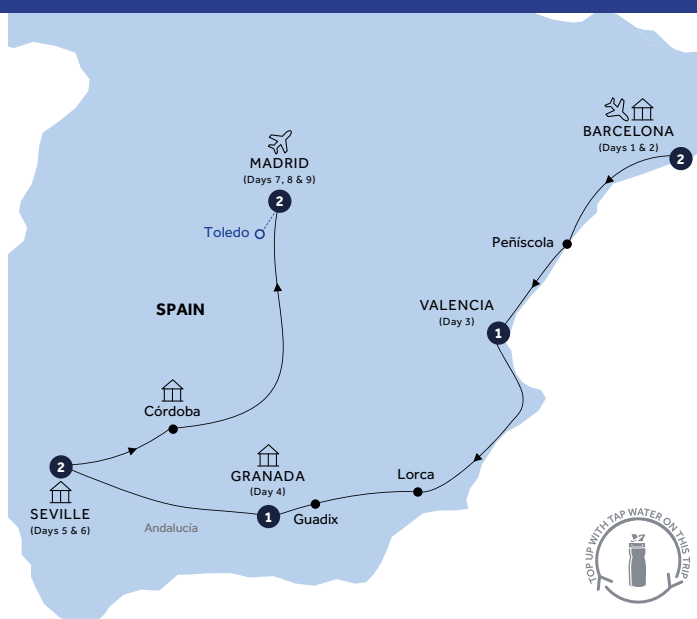 BARCELONA
(Days 1 & 2)
2
MADRID
(Days 7, 8 & 9)
2
Toledo
Peñíscola
SPAIN
VALENCIA
(Day 3)
1
Córdoba
2
SEVILLE
(Days 5 & 6)
GRANADA
(Day 4)
1
Guadix
Lorca
Andalucía
TOP UP WITH TAP WATER ON THIS TRIP